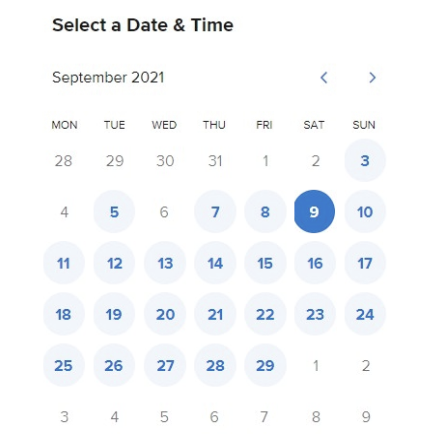 Select a Date & Time
September 2021
MON TUE WED THU FRI SAT SUN
28 29 30 31 1 2 3
4 5 6 7 8 9 10
11 12 13 14 15 16 17
18 19 20 21 22 23 24
25 26 27 28 29 1 2
3 4 5 6 7 8 9